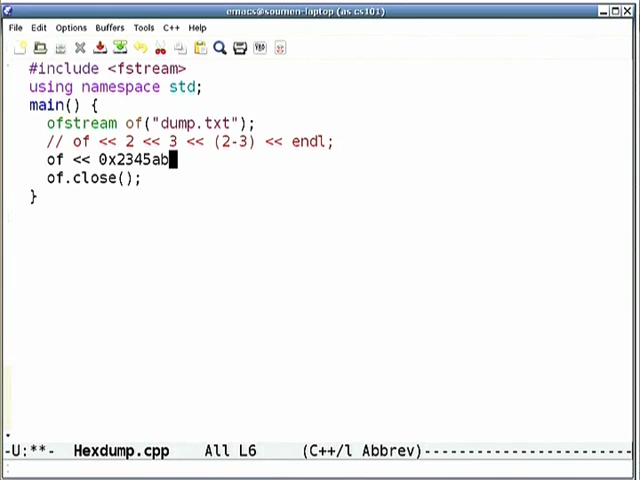 emacs@soumen-laptop (as cs101)
File Edit Options Buffers Tools C++ Help
#include <fstream>
using namespace std;
main() {
  ofstream of("dump.txt");
  // of << 2 << 3 << (2-3) << endl;
  of << 0x2345ab
  of.close();
}
-U:**- Hexdump.cpp All L6 (C++/l Abbrev)------------------------